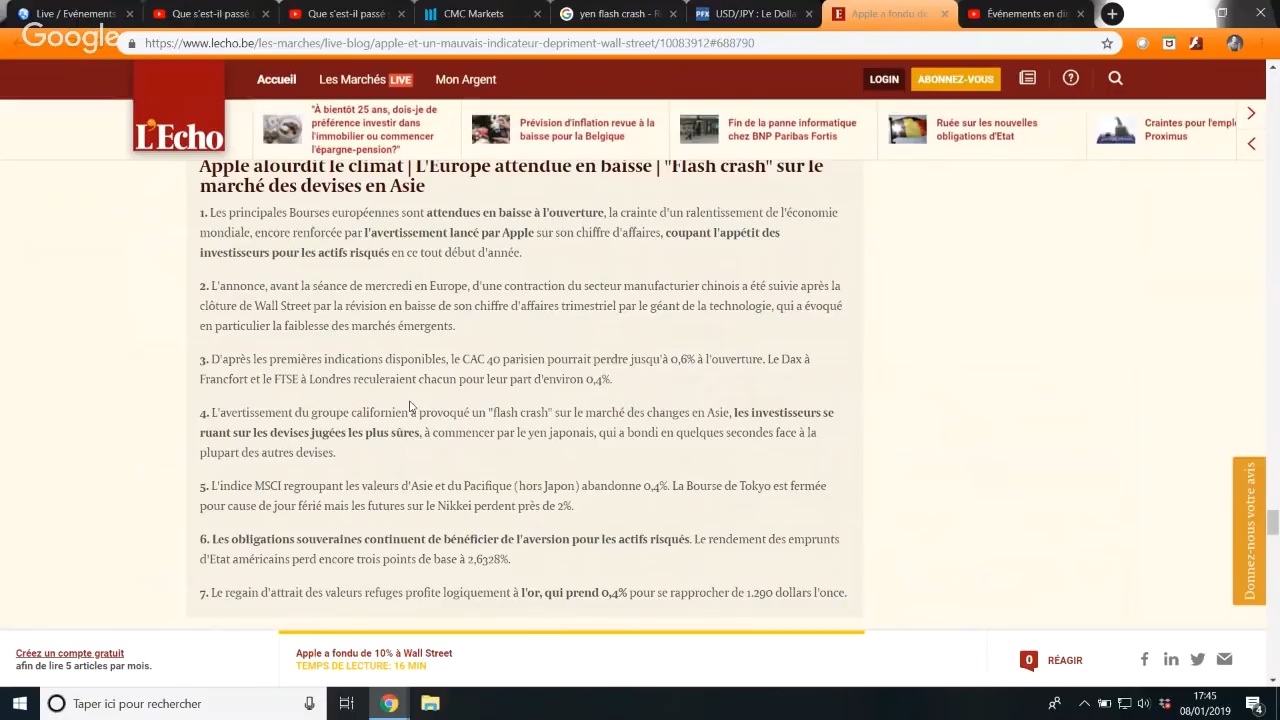 Live / Événements
Événements en dir
L'Echo
CMC Markets
yen flash crash - R
USD/JPY : Le Dolla
Apple a fondu de
Événements en di
Google
https://www.lecho.be/les-marches/live-blog/apple-et-un-mauvais-indicateur-depriment-wall-street/10083912#688790
Accueil
Les Marchés LIVE
Mon Argent
LOGIN
ABONNEZ-VOUS
L'Echo
"À bientôt 25 ans, dois-je de
préférence investir dans
l'immobilier ou commencer
l'épargne-pension?"
Prévision d'inflation revue à la
baisse pour la Belgique
Fin de la panne informatique
chez BNP Paribas Fortis
Ruée sur les nouvelles
obligations d'Etat
Craintes pour l'emplo
Proximus
Apple alourdit le climat | L'Europe attendue en baisse | "Flash crash" sur le
marché des devises en Asie
1. Les principales Bourses européennes sont attendues en baisse à l'ouverture, la crainte d'un ralentissement de l'économie
mondiale, encore renforcée par l'avertissement lancé par Apple sur son chiffre d'affaires, coupant l'appétit des
investisseurs pour les actifs risqués en ce tout début d'année.
2. L'annonce, avant la séance de mercredi en Europe, d'une contraction du secteur manufacturier chinois a été suivie après la
clôture de Wall Street par la révision en baisse de son chiffre d'affaires trimestriel par le géant de la technologie, qui a évoqué
en particulier la faiblesse des marchés émergents.
3. D'après les premières indications disponibles, le CAC 40 parisien pourrait perdre jusqu'à 0,6% à l'ouverture. Le Dax à
Francfort et le FTSE à Londres reculeraient chacun pour leur part d'environ 0,4%.
4. L'avertissement du groupe californien a provoqué un "flash crash" sur le marché des changes en Asie, les investisseurs se
ruant sur les devises jugées les plus sûres, à commencer par le yen japonais, qui a bondi en quelques secondes face à la
plupart des autres devises.
5. L'indice MSCI regroupant les valeurs d'Asie et du Pacifique (hors Japon) abandonne 0,4%. La Bourse de Tokyo est fermée
pour cause de jour férié mais les futures sur le Nikkei perdent près de 2%.
6. Les obligations souveraines continuent de bénéficier de l'aversion pour les actifs risqués. Le rendement des emprunts
d'Etat américains perd encore trois points de base à 2,6328%.
7. Le regain d'attrait des valeurs refuges profite logiquement à l'or, qui prend 0,4% pour se rapprocher de 1.290 dollars l'once.
Donnez-nous votre avis
Créez un compte gratuit
afin de lire 5 articles par mois.
Apple a fondu de 10% à Wall Street
TEMPS DE LECTURE: 16 MIN
0 RÉAGIR
Taper ici pour rechercher
17:45
08/01/2019
4